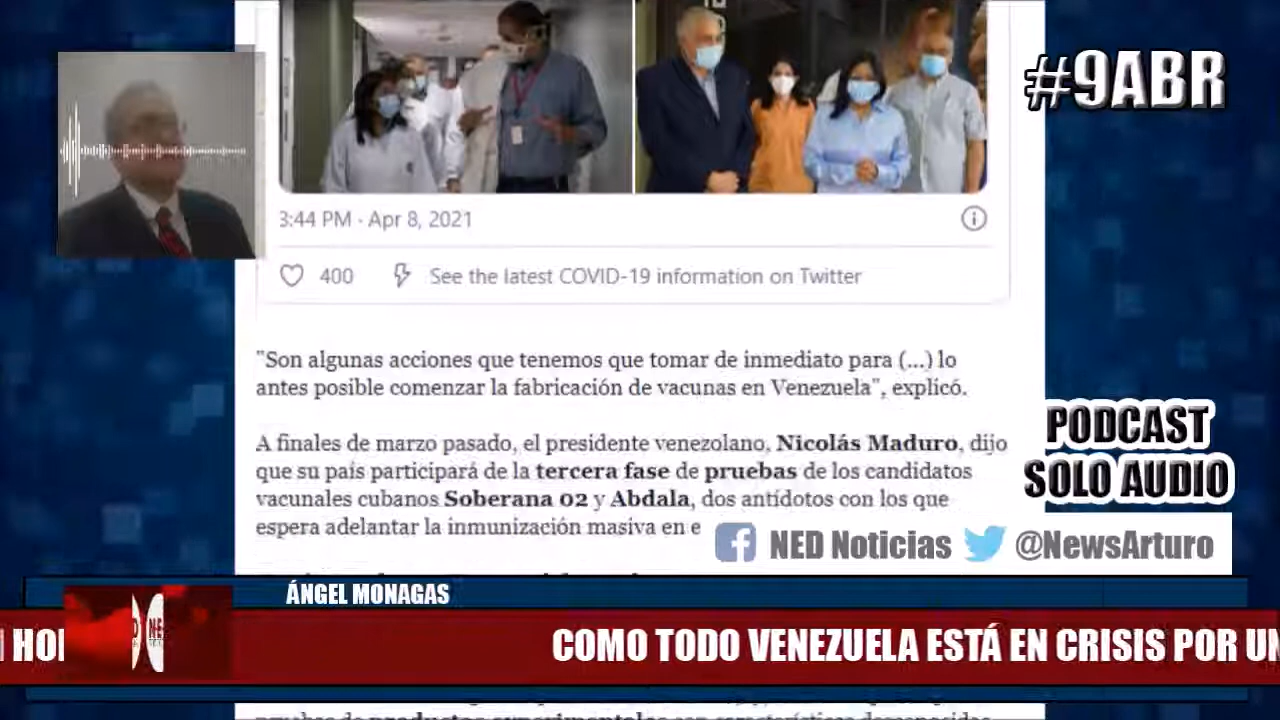 #9ABR
3:44 PM · Apr 8, 2021
400
See the latest COVID-19 information on Twitter
"Son algunas acciones que tenemos que tomar de inmediato para (...) lo
antes posible comenzar la fabricación de vacunas en Venezuela", explicó.
A finales de marzo pasado, el presidente venezolano, Nicolás Maduro, dijo
que su país participará de la tercera fase de pruebas de los candidatos
vacunales cubanos Soberana 02 y Abdala, dos antídotos con los que
espera adelantar la inmunización masiva en e
PODCAST
SOLO AUDIO
NED Noticias
@NewsArturo
ÁNGEL MONAGAS
COMO TODO VENEZUELA ESTÁ EN CRISIS POR UN